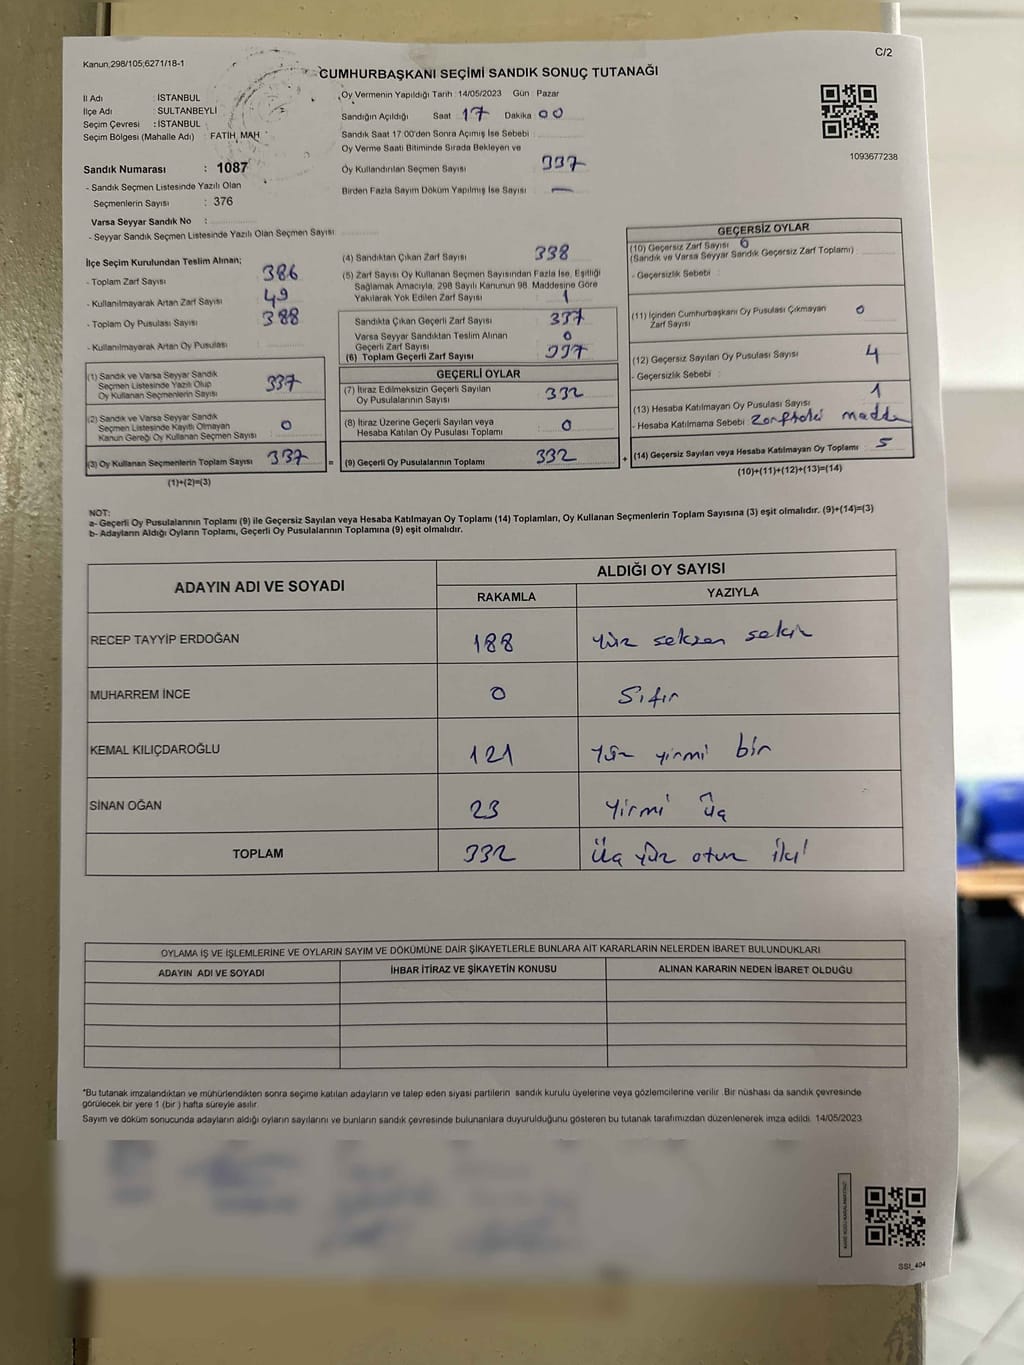 C/2
Kanun;298/105;6271/18-1
CUMHURBAŞKANI SEÇİMİ SANDIK SONUÇ TUTANAĞI
İl Adı : İSTANBUL
İlçe Adı : SULTANBEYLİ
Seçim Çevresi : İSTANBUL
Seçim Bölgesi (Mahalle Adı) : FATİH MAH.
Sandık Numarası : 1087
- Sandık Seçmen Listesinde Yazılı Olan
Seçmenlerin Sayısı : 376
Varsa Seyyar Sandık No :
- Seyyar Sandık Seçmen Listesinde Yazılı Olan Seçmen Sayısı
Oy Vermenin Yapıldığı Tarih : 14/05/2023 Gün : Pazar
Sandığın Açıldığı Saat 17 Dakika 00
Sandık Saat 17:00'den Sonra Açımış İse Sebebi :
Oy Verme Saati Bitiminde Sırada Bekleyen ve
Oy Kullandırılan Seçmen Sayısı 337
Birden Fazla Sayım Döküm Yapılmış İse Sayısı —
1093677238
İlçe Seçim Kurulundan Teslim Alınan;
- Toplam Zarf Sayısı 386
- Kullanılmayarak Artan Zarf Sayısı 49
- Toplam Oy Pusulası Sayısı 388
- Kullanılmayarak Artan Oy Pusulası
(1) Sandık ve Varsa Seyyar Sandık
Seçmen Listesinde Yazılı Olup
Oy Kullanan Seçmenlerin Sayısı 337
(2) Sandık ve Varsa Seyyar Sandık
Seçmen Listesinde Kayıtlı Olmayan
Kanun Gereği Oy Kullanan Seçmen Sayısı 0
(3) Oy Kullanan Seçmenlerin Toplam Sayısı 337
(1)+(2)=(3)
=
(4) Sandıktan Çıkan Zarf Sayısı 338
(5) Zarf Sayısı Oy Kullanan Seçmen Sayısından Fazla İse, Eşitliği
Sağlamak Amacıyla, 298 Sayılı Kanunun 98. Maddesine Göre
Yakılarak Yok Edilen Zarf Sayısı 1
Sandıkta Çıkan Geçerli Zarf Sayısı 337
Varsa Seyyar Sandıktan Teslim Alınan
Geçerli Zarf Sayısı 0
(6) Toplam Geçerli Zarf Sayısı 337
GEÇERLİ OYLAR
(7) İtiraz Edilmeksizin Geçerli Sayılan
Oy Pusulalarının Sayısı 332
(8) İtiraz Üzerine Geçerli Sayılan veya
Hesaba Katılan Oy Pusulası Toplamı 0
(9) Geçerli Oy Pusulalarının Toplamı 332
+
GEÇERSİZ OYLAR
(10) Geçersiz Zarf Sayısı 0
(Sandık ve Varsa Seyyar Sandık Geçersiz Zarf Toplamı)
- Geçersizlik Sebebi :
(11) İçinden Cumhurbaşkanı Oy Pusulası Çıkmayan
Zarf Sayısı 0
(12) Geçersiz Sayılan Oy Pusulası Sayısı 4
- Geçersizlik Sebebi :
(13) Hesaba Katılmayan Oy Pusulası Sayısı 1
- Hesaba Katılmama Sebebi : zarftaki madde
(14) Geçersiz Sayılan veya Hesaba Katılmayan Oy Toplamı 5
(10)+(11)+(12)+(13)=(14)
NOT:
a- Geçerli Oy Pusulalarının Toplamı (9) ile Geçersiz Sayılan veya Hesaba Katılmayan Oy Toplamı (14) Toplamları, Oy Kullanan Seçmenlerin Toplam Sayısına (3) eşit olmalıdır. (9)+(14)=(3)
b- Adayların Aldığı Oyların Toplamı, Geçerli Oy Pusulalarının Toplamına (9) eşit olmalıdır.
ADAYIN ADI VE SOYADI ALDIĞI OY SAYISI
RAKAMLA YAZIYLA
RECEP TAYYİP ERDOĞAN 188 Yüz seksen sekiz
MUHARREM İNCE 0 Sıfır
KEMAL KILIÇDAROĞLU 121 Yüz yirmi bir
SİNAN OĞAN 23 Yirmi üç
TOPLAM 332 Üç yüz otuz iki
OYLAMA İŞ VE İŞLEMLERİNE VE OYLARIN SAYIM VE DÖKÜMÜNE DAİR ŞİKAYETLERLE BUNLARA AİT KARARLARIN NELERDEN İBARET BULUNDUKLARI
ADAYIN ADI VE SOYADI İHBAR İTİRAZ VE ŞİKAYETİN KONUSU ALINAN KARARIN NEDEN İBARET OLDUĞU
*Bu tutanak imzalandıktan ve mühürlendikten sonra seçime katılan adayların ve talep eden siyasi partilerin sandık kurulu üyelerine veya gözlemcilerine verilir. Bir nüshası da sandık çevresinde
görülecek bir yere 1 (bir) hafta süreyle asılır.
Sayım ve döküm sonucunda adayların aldığı oyların sayılarını ve bunların sandık çevresinde bulunanlara duyurulduğunu gösteren bu tutanak tarafımızdan düzenlenerek imza edildi. 14/05/2023
SSI_404